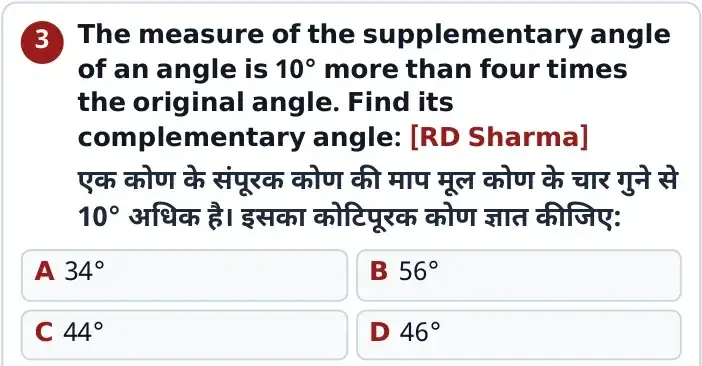 3 The measure of the supplementary angle
of an angle is 10° more than four times
the original angle. Find its
complementary angle: [RD Sharma]
एक कोण के संपूरक कोण की माप मूल कोण के चार गुने से
10° अधिक है। इसका कोटिपूरक कोण ज्ञात कीजिए:
A 34° B 56°
C 44° D 46°